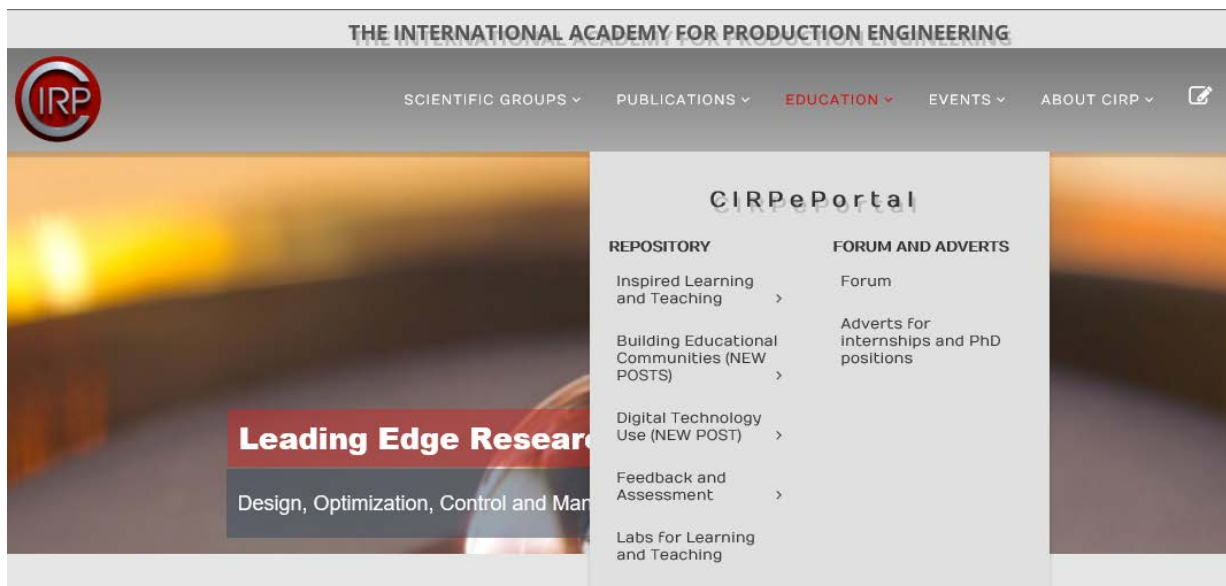 THE INTERNATIONAL ACADEMY FOR PRODUCTION ENGINEERING
CIRP
SCIENTIFIC GROUPS
PUBLICATIONS
EDUCATION
EVENTS
ABOUT CIRP
CIRPePortal
REPOSITORY
Inspired Learning
and Teaching
Building Educational
Communities (NEW
POSTS)
Digital Technology
Use (NEW POST)
Feedback and
Assessment
Labs for Learning
and Teaching
FORUM AND ADVERTS
Forum
Adverts for
internships and PhD
positions
Leading Edge
Design, Optimization, Control and